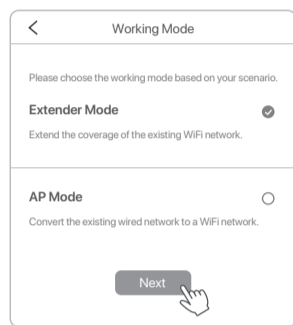 Working Mode
Please choose the working mode based on your scenario.
Extender Mode
Extend the coverage of the existing WiFi network.
AP Mode
Convert the existing wired network to a WiFi network.
Next